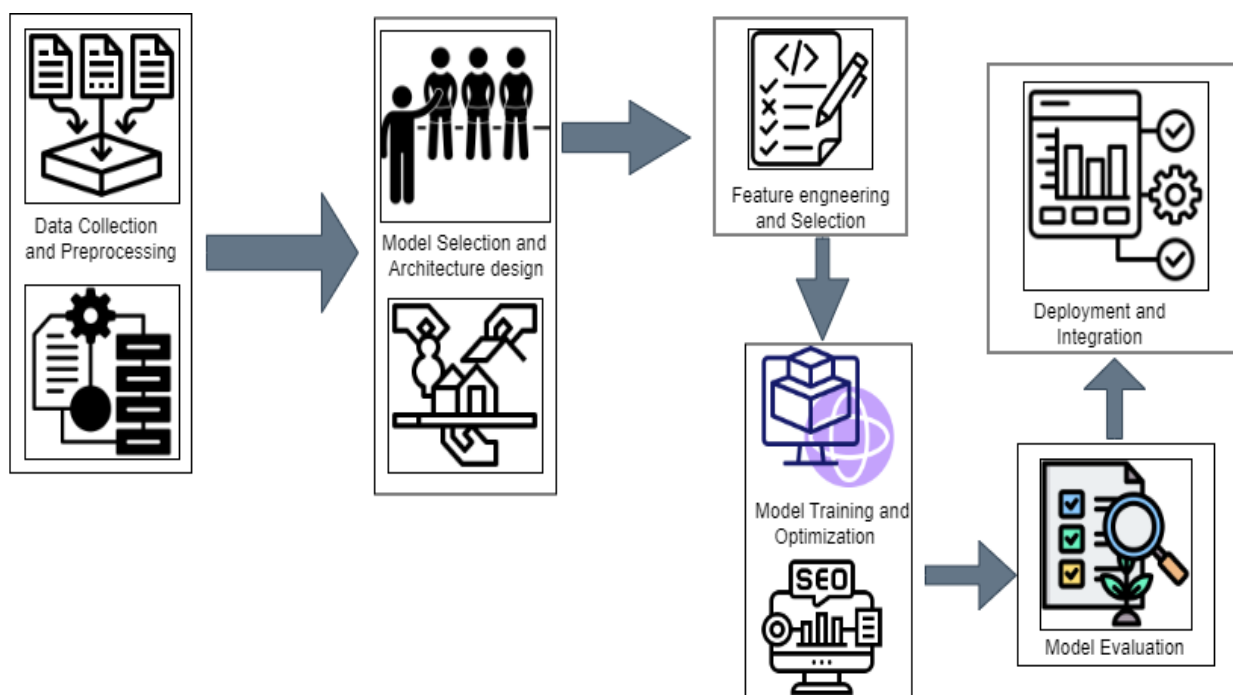 Data Collection
and Preprocessing
Model Selection and
Architecture design
</>
Feature engneering
and Selection
Model Training and
Optimization
SEO
Model Evaluation
Deployment and
Integration